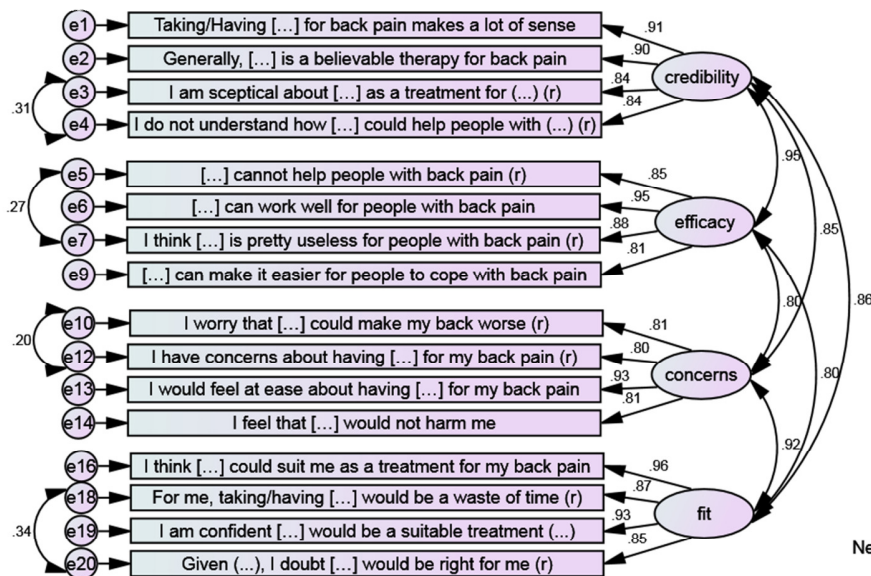 e1 Taking/Having [...] for back pain makes a lot of sense .91
e2 Generally, [...] is a believable therapy for back pain .90
credibility
e3 I am sceptical about [...] as a treatment for (...) (r) .84
.31
e4 I do not understand how [...] could help people with (...) (r) .84
.95
e5 [...] cannot help people with back pain (r) .85
e6 [...] can work well for people with back pain .95
.27
efficacy
.85
e7 I think [...] is pretty useless for people with back pain (r) .88
e9 [...] can make it easier for people to cope with back pain .81
.80
.86
e10 I worry that [...] could make my back worse (r) .81
.20
e12 I have concerns about having [...] for my back pain (r) .80
concerns
.80
e13 I would feel at ease about having [...] for my back pain .93
e14 I feel that [...] would not harm me .81
.92
e16 I think [...] could suit me as a treatment for my back pain .96
e18 For me, taking/having [...] would be a waste of time (r) .87
fit
e19 I am confident [...] would be a suitable treatment (...) .93
.34
e20 Given (...), I doubt [...] would be right for me (r) .85
Ne